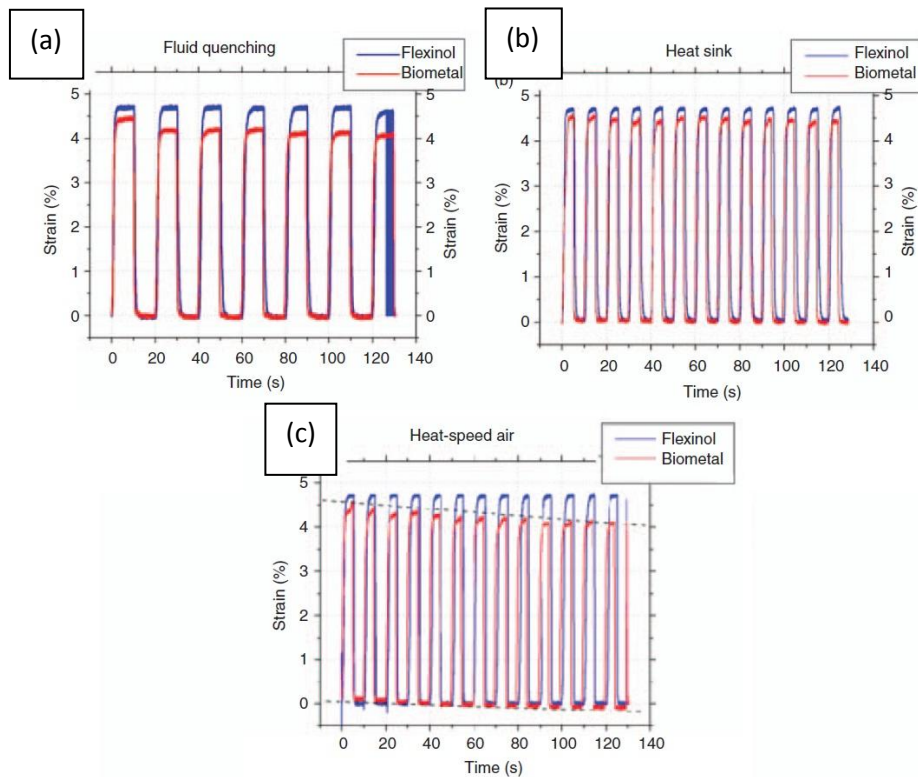 (a)
Fluid quenching
Flexinol
Biometal
5
4
3
2
1
0
Strain (%)
5
4
3
2
1
0
Strain (%)
0 20 40 60 80 100 120 140
Time (s)
(b)
(b)
Heat sink
Flexinol
Biometal
5
4
3
2
1
0
Strain (%)
5
4
3
2
1
0
Strain (%)
0 20 40 60 80 100 120 140
Time (s)
(c)
Heat-speed air
Flexinol
Biometal
5
4
3
2
1
0
Strain (%)
0 20 40 60 80 100 120 140
Time (s)